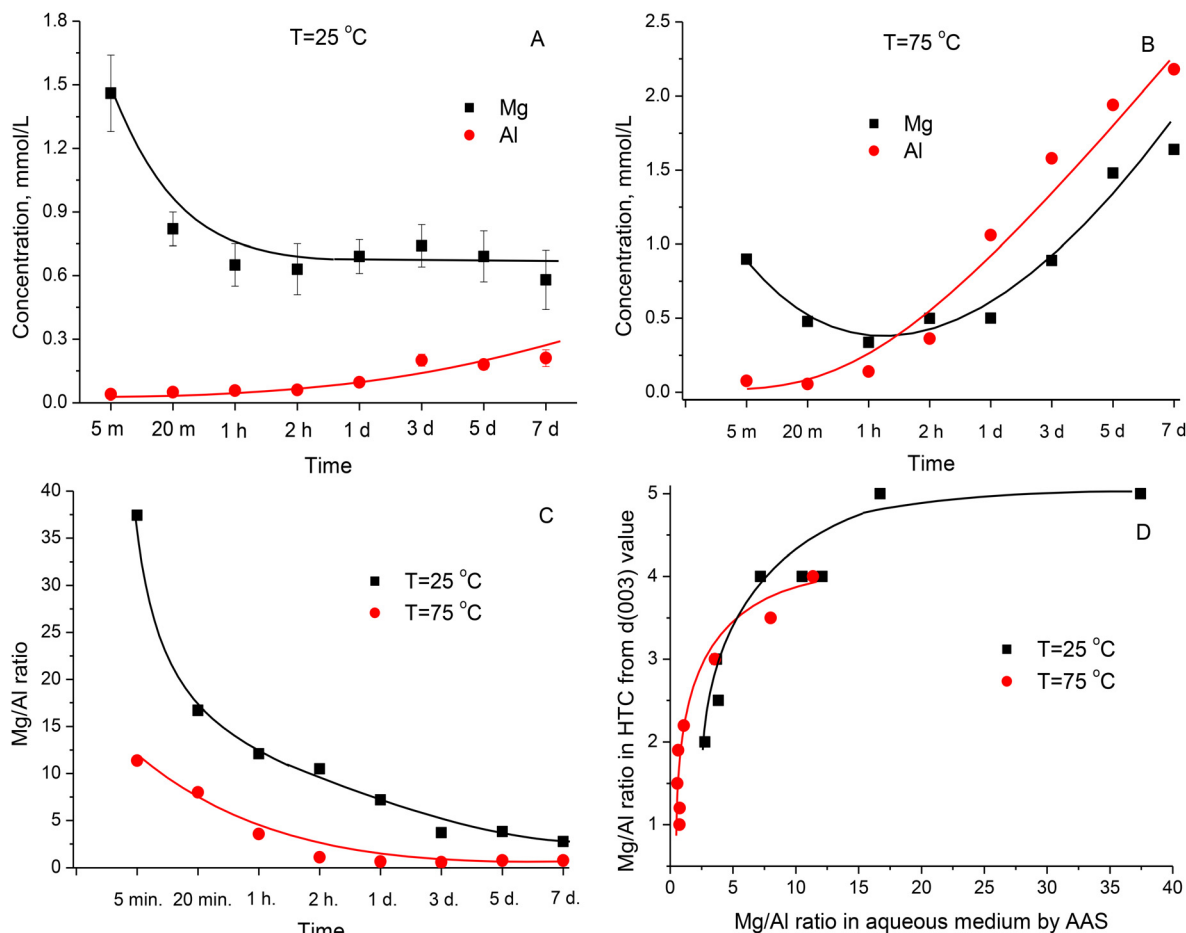 T=25 °C
A
Mg
Al
Concentration, mmol/L
1.8
1.5
1.2
0.9
0.6
0.3
0.0
5 m 20 m 1 h 2 h 1 d 3 d 5 d 7 d
Time
T=75 °C
B
Mg
Al
Concentration, mmol/L
2.5
2.0
1.5
1.0
0.5
0.0
5 m 20 m 1 h 2 h 1 d 3 d 5 d 7 d
Time
C
T=25 °C
T=75 °C
Mg/Al ratio
40
35
30
25
20
15
10
5
0
5 min. 20 min. 1 h. 2 h. 1 d. 3 d. 5 d. 7 d.
Time
D
T=25 °C
T=75 °C
Mg/Al ratio in HTC from d(003) value
5
4
3
2
1
0 5 10 15 20 25 30 35 40
Mg/Al ratio in aqueous medium by AAS